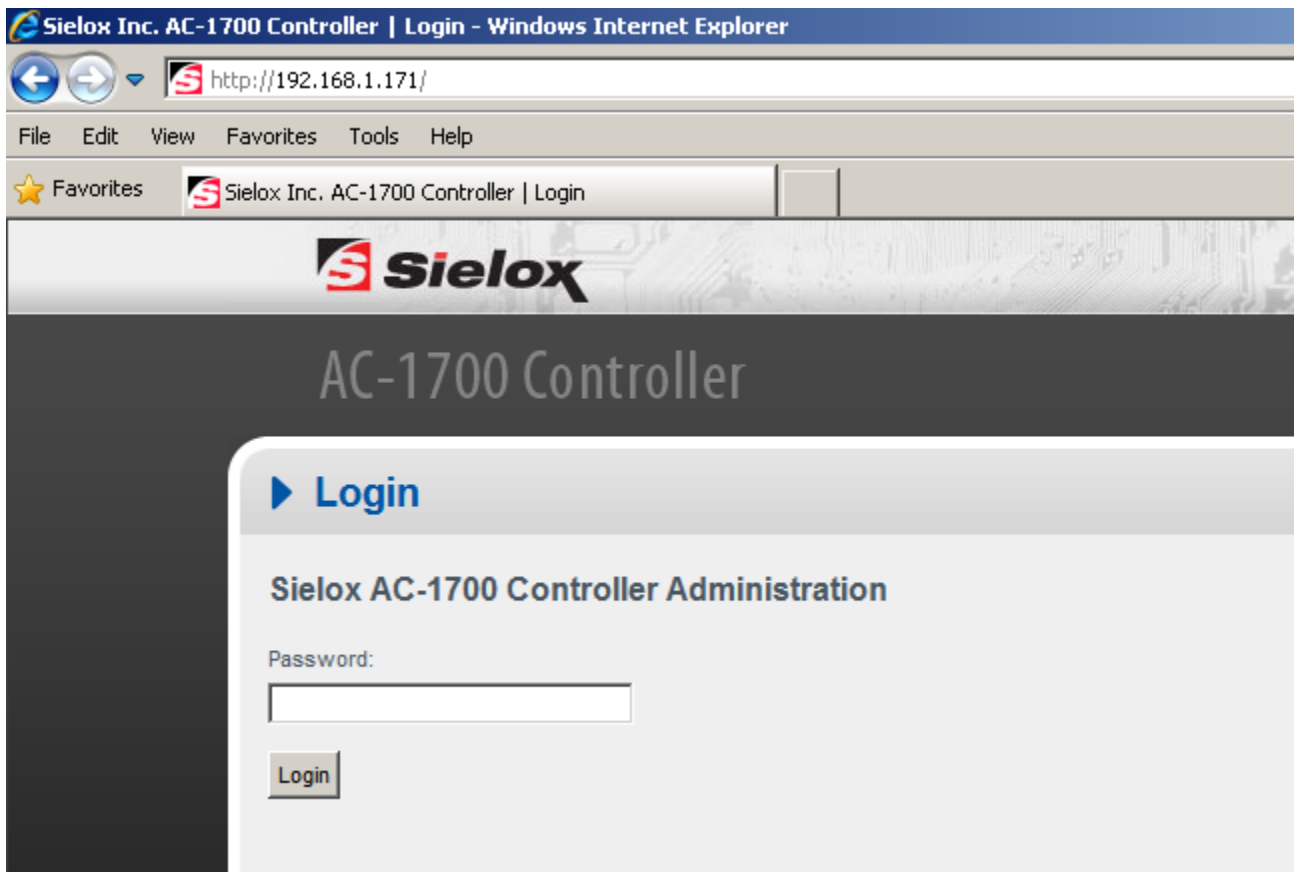 Sielox Inc. AC-1700 Controller | Login - Windows Internet Explorer
http://192.168.1.171/
File Edit View Favorites Tools Help
Favorites Sielox Inc. AC-1700 Controller | Login
Sielox
AC-1700 Controller
Login
Sielox AC-1700 Controller Administration
Password:
Login